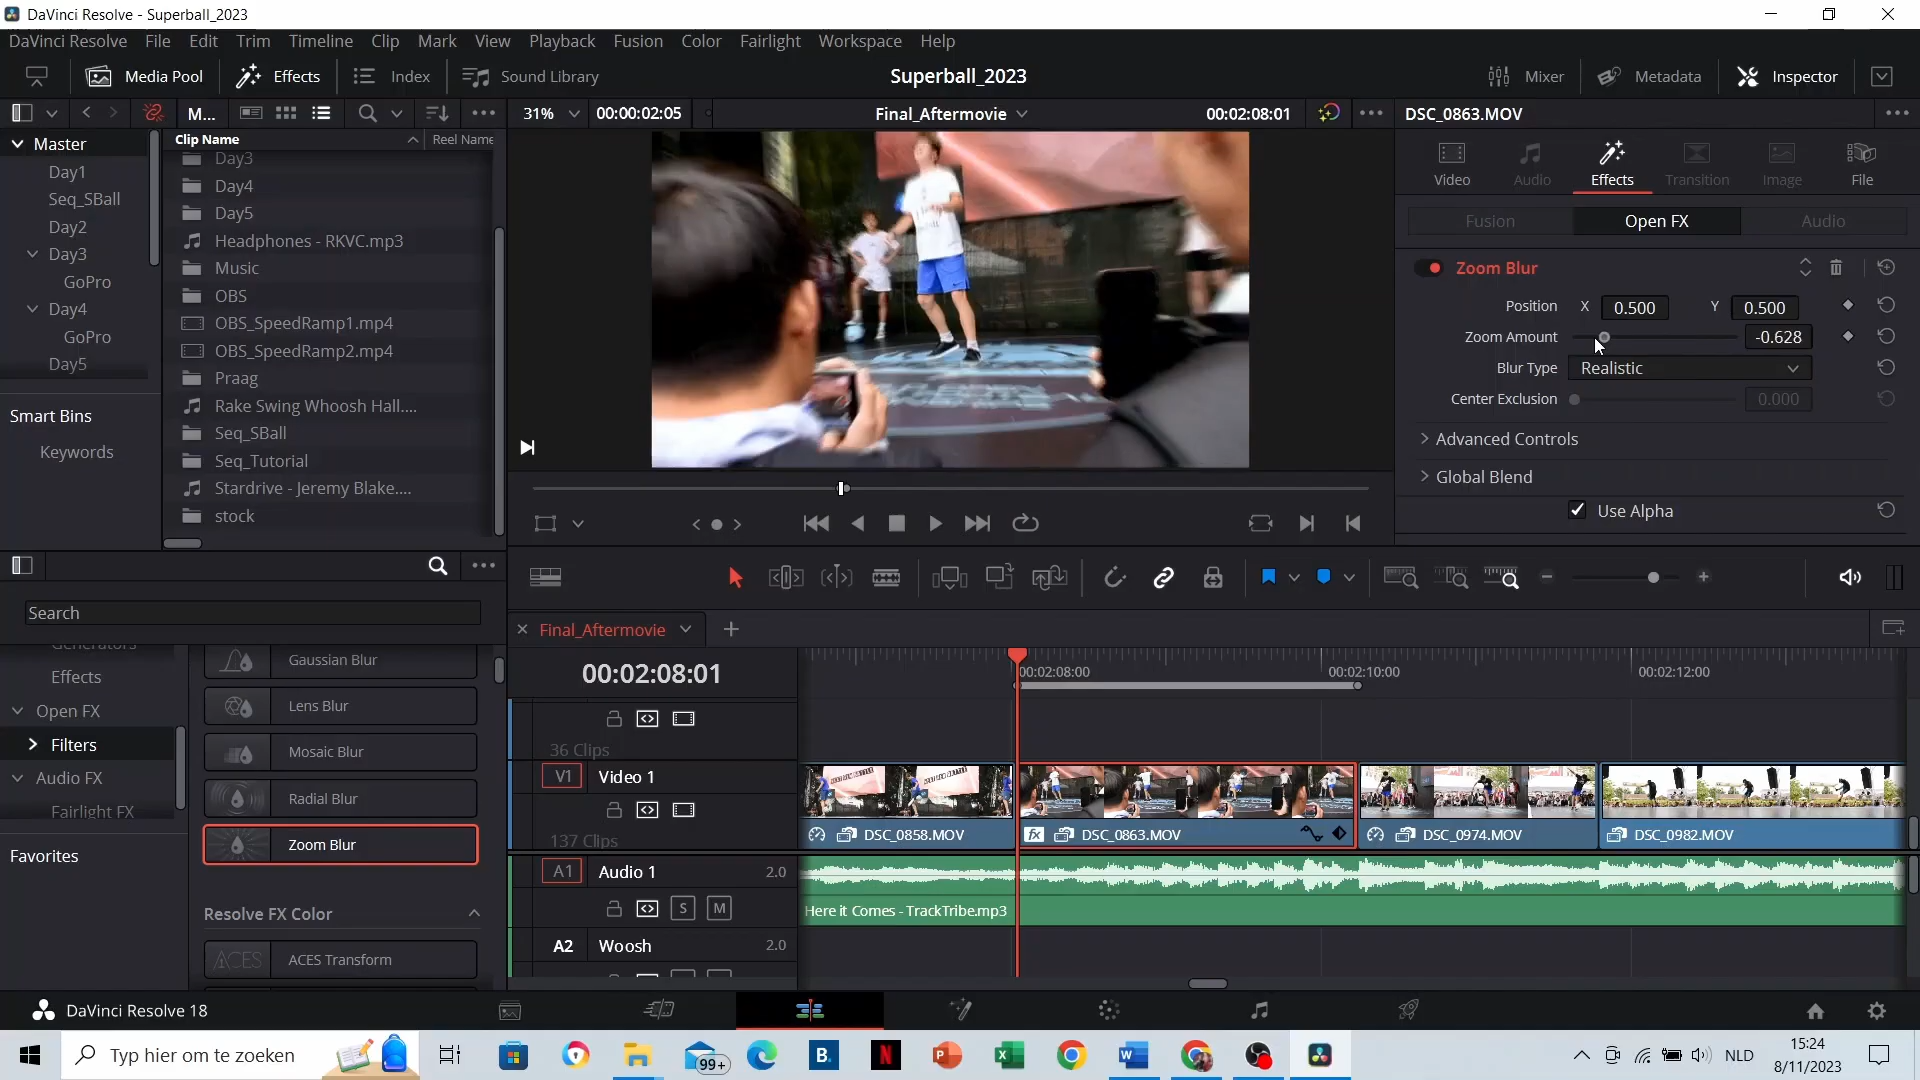 DaVinci Resolve - Superball_2023
DaVinci Resolve File Edit Trim Timeline Clip Mark View Playback Fusion Color Fairlight Workspace Help
Media Pool Effects Index Sound Library Superball_2023 Mixer Metadata Inspector
M... 31% 00:00:02:05 Final_Aftermovie 00:02:08:01 DSC_0863.MOV
Clip Name Reel Name
Master
Day1
Seq_SBall
Day2
Day3
GoPro
Day4
GoPro
Day5
Smart Bins
Keywords
Day3
Day4
Day5
Headphones - RKVC.mp3
Music
OBS
OBS_SpeedRamp1.mp4
OBS_SpeedRamp2.mp4
Praag
Rake Swing Whoosh Hall....
Seq_SBall
Seq_Tutorial
Stardrive - Jeremy Blake....
stock
Video Audio Effects Transition Image File
Fusion Open FX Audio
Zoom Blur
Position X 0.500 Y 0.500
Zoom Amount -0.628
Blur Type Realistic
Center Exclusion 0.000
Advanced Controls
Global Blend
Use Alpha
Search
Generators
Effects
Open FX
Filters
Audio FX
Fairlight FX
Favorites
Gaussian Blur
Lens Blur
Mosaic Blur
Radial Blur
Zoom Blur
Resolve FX Color
ACES ACES Transform
Final_Aftermovie
00:02:08:01 00:02:08:00 00:02:10:00 00:02:12:00
36 Clips
V1 Video 1
137 Clips
DSC_0858.MOV fx DSC_0863.MOV DSC_0974.MOV DSC_0982.MOV
A1 Audio 1 2.0
S M
Here it Comes - TrackTribe.mp3
A2 Woosh 2.0
DaVinci Resolve 18
Typ hier om te zoeken 99+ B. N NLD 15:24
8/11/2023